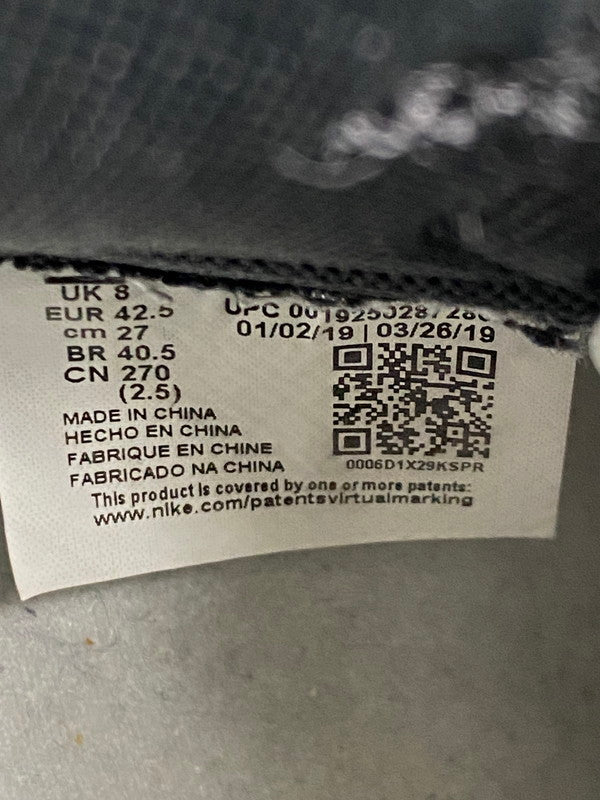 UK 8
EUR 42.5
cm 27
BR 40.5
CN 270
(2.5)
UPC
01/02/19 | 03/26/19
MADE IN CHINA
HECHO EN CHINA
FABRIQUE EN CHINE
FABRICADO NA CHINA
0006D1X29KSPR
This product is covered by one or more patents:
www.nike.com/patentsvirtualmarking